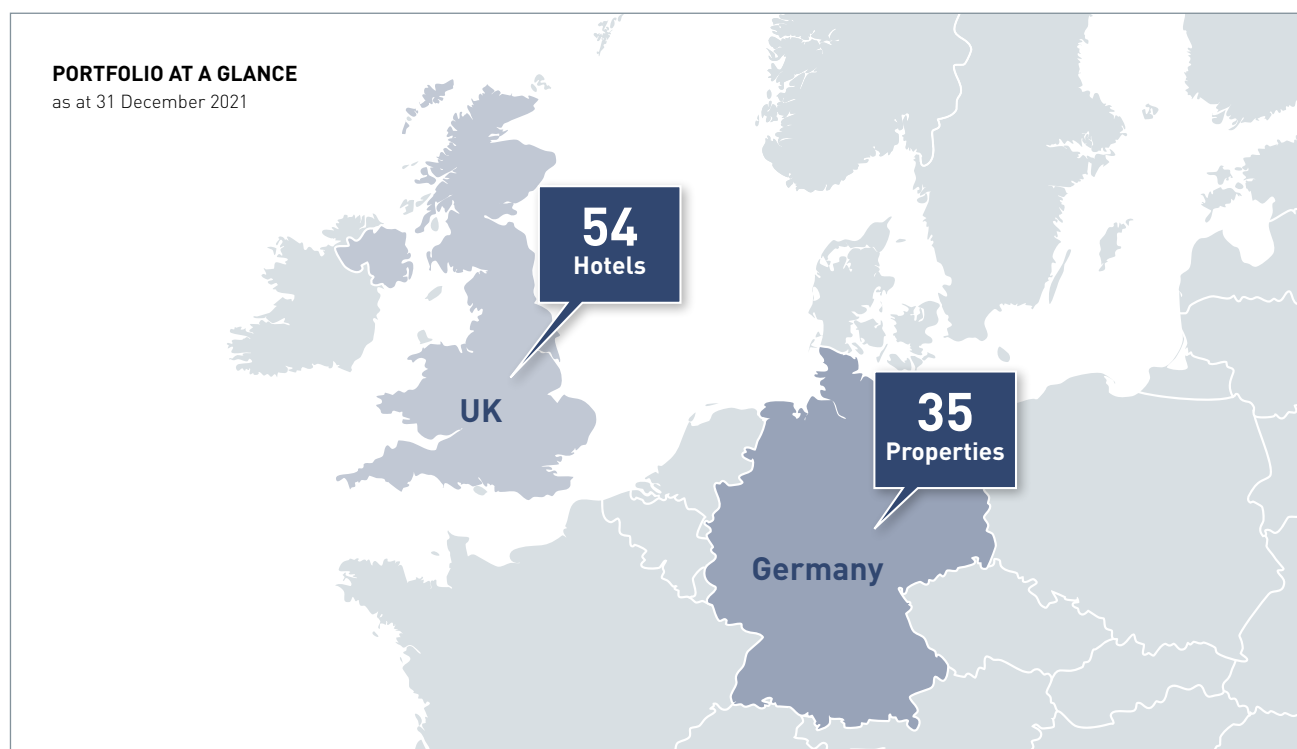 PORTFOLIO AT A GLANCE
as at 31 December 2021
54
Hotels
UK
35
Properties
Germany